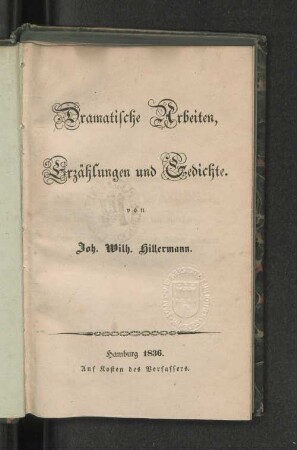 Dramatische Arbeiten,
Erzählungen und Gedichte.
von
Joh. Wilh. Hillermann.
Hamburg 1836.
Auf Kosten des Verfassers.